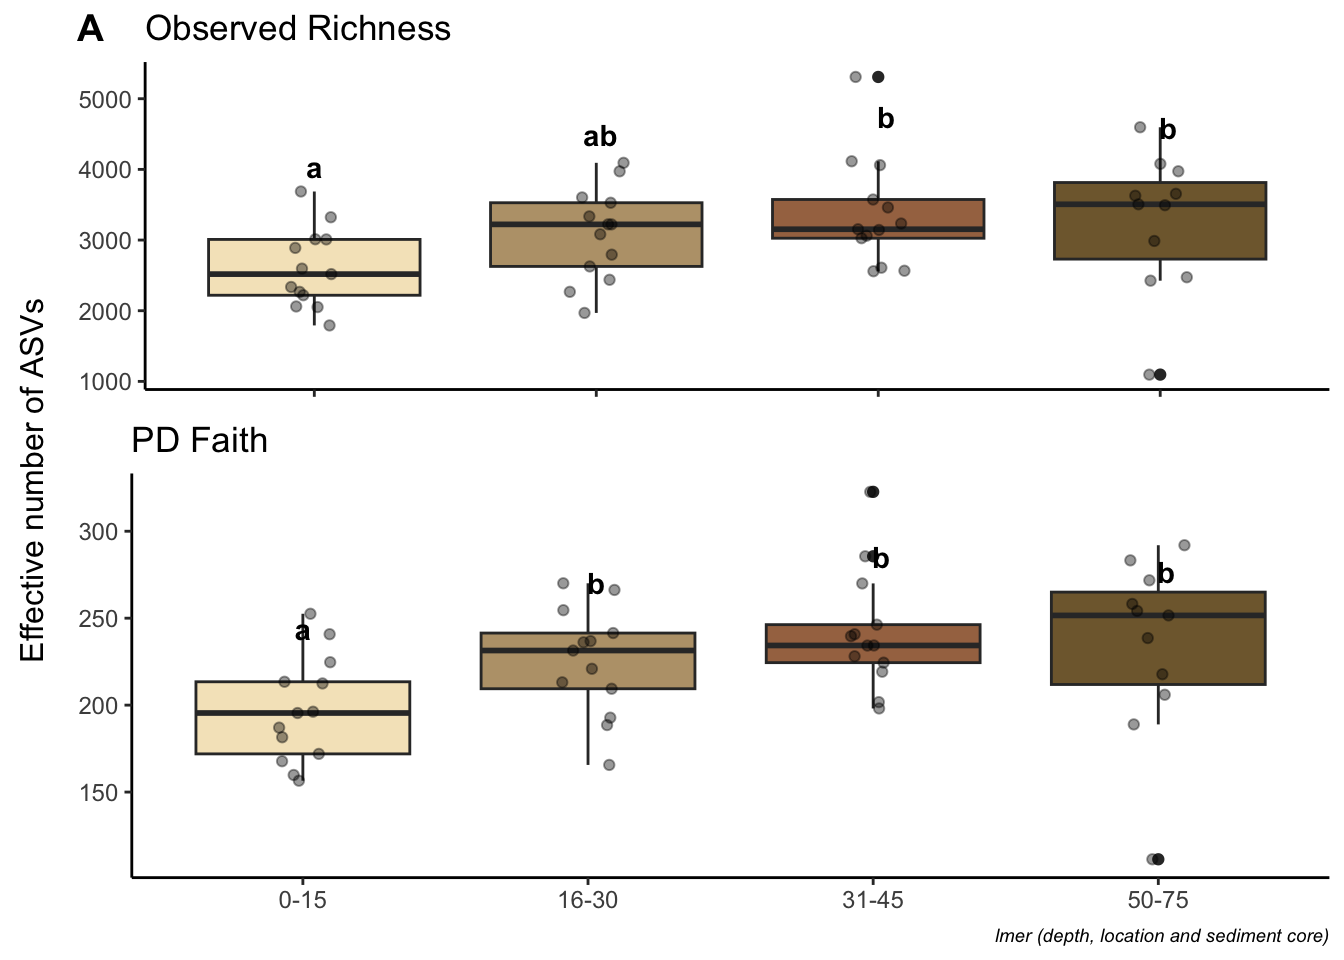 A Observed Richness
5000
4000
3000
2000
1000
a
ab
b
b
Effective number of ASVs
PD Faith
300
250
200
150
a
b
b
b
0-15
16-30
31-45
50-75
lmer (depth, location and sediment core)